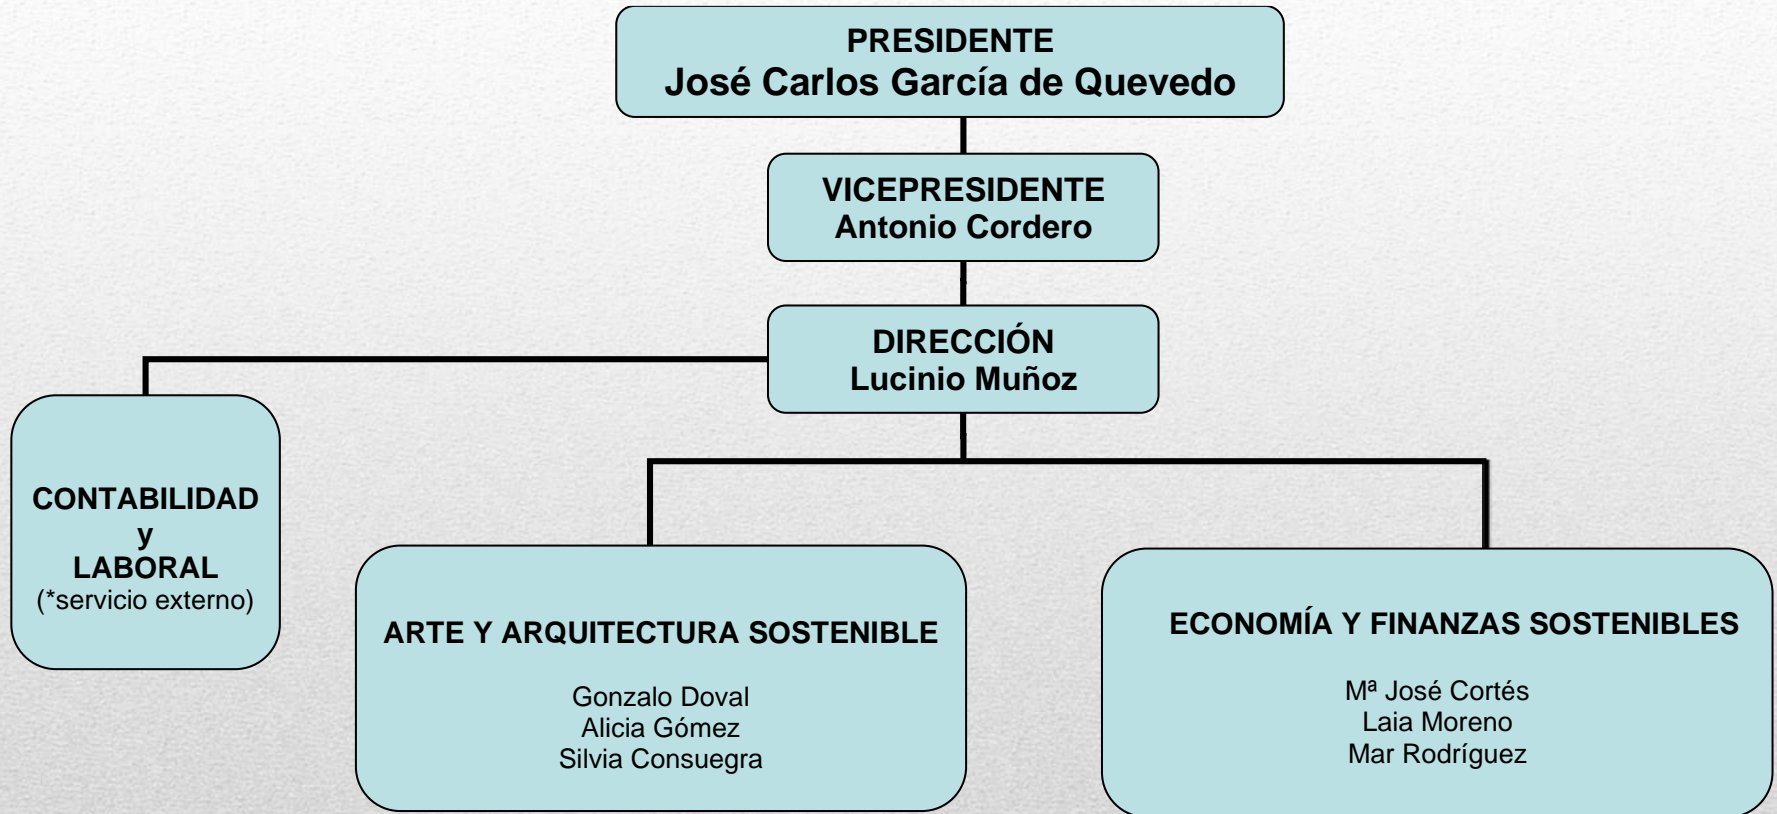 PRESIDENTE
José Carlos García de Quevedo
VICEPRESIDENTE
Antonio Cordero
DIRECCIÓN
Lucinio Muñoz
CONTABILIDAD
y
LABORAL
(*servicio externo)
ARTE Y ARQUITECTURA SOSTENIBLE
Gonzalo Doval
Alicia Gómez
Silvia Consuegra
ECONOMÍA Y FINANZAS SOSTENIBLES
Mª José Cortés
Laia Moreno
Mar Rodríguez